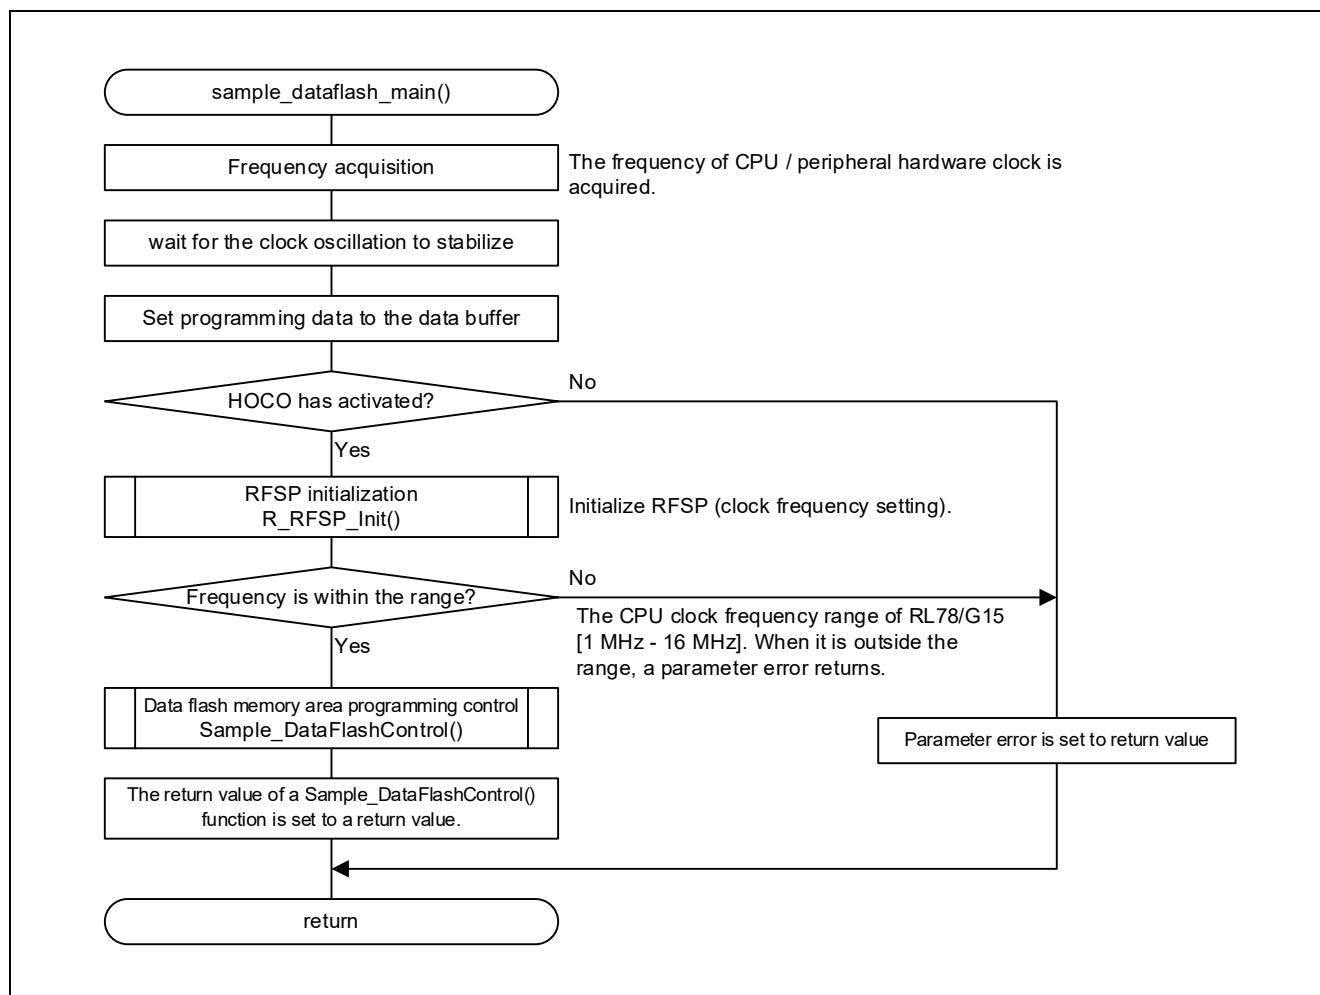 sample_dataflash_main()
Frequency acquisition
The frequency of CPU / peripheral hardware clock is
acquired.
wait for the clock oscillation to stabilize
Set programming data to the data buffer
HOCO has activated?
No
Yes
RFSP initialization
R_RFSP_Init()
Initialize RFSP (clock frequency setting).
Frequency is within the range?
No
The CPU clock frequency range of RL78/G15
[1 MHz - 16 MHz]. When it is outside the
range, a parameter error returns.
Yes
Data flash memory area programming control
Sample_DataFlashControl()
Parameter error is set to return value
The return value of a Sample_DataFlashControl()
function is set to a return value.
return